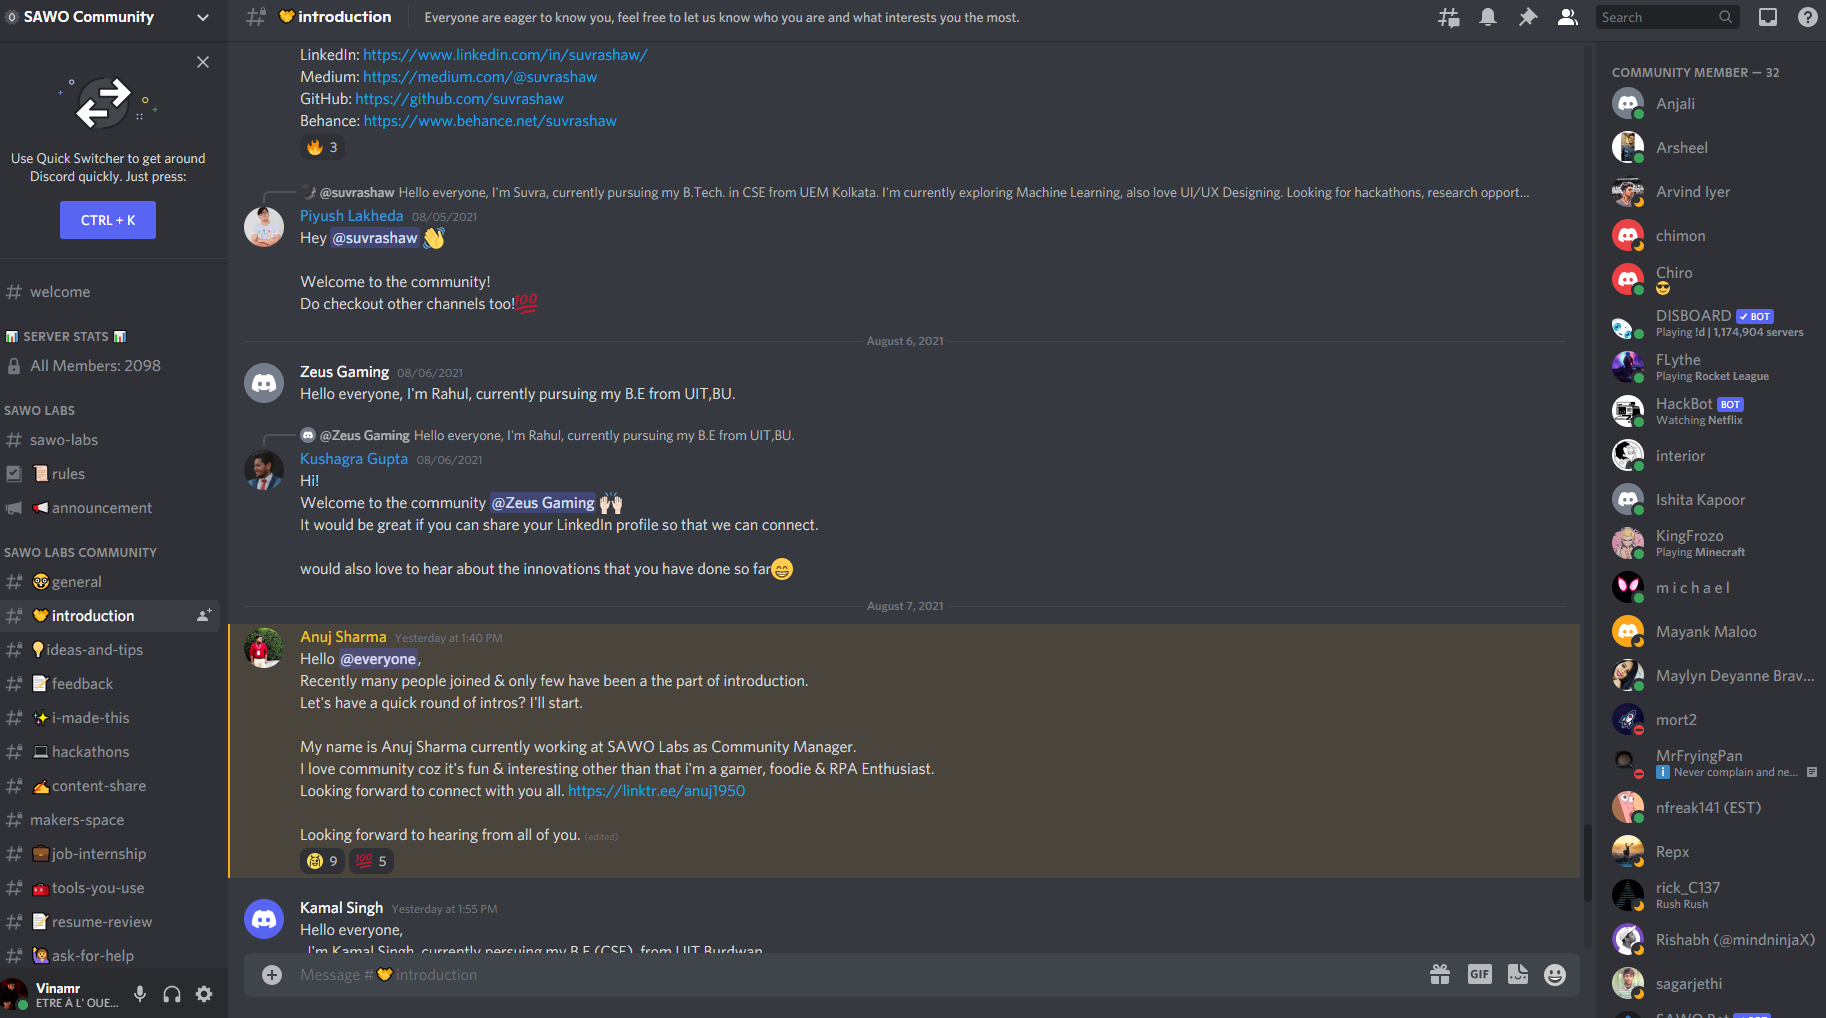 SAWO Community
Use Quick Switcher to get around
Discord quickly. Just press:
CTRL + K
welcome
SERVER STATS
All Members: 2098
SAWO LABS
sawo-labs
rules
announcement
SAWO LABS COMMUNITY
general
introduction
ideas-and-tips
feedback
i-made-this
hackathons
content-share
makers-space
job-internship
tools-you-use
resume-review
ask-for-help
Vinamr
ETRE À L' OUE...
introduction
Everyone are eager to know you, feel free to let us know who you are and what interests you the most.
Search
LinkedIn: https://www.linkedin.com/in/suvrashaw/
Medium: https://medium.com/@suvrashaw
GitHub: https://github.com/suvrashaw
Behance: https://www.behance.net/suvrashaw
🔥 3
@suvrashaw Hello everyone, I'm Suvra, currently pursuing my B.Tech. in CSE from UEM Kolkata. I'm currently exploring Machine Learning, also love UI/UX Designing. Looking for hackathons, research opport...
Piyush Lakheda 08/05/2021
Hey @suvrashaw 👋
Welcome to the community!
Do checkout other channels too!💯
August 6, 2021
Zeus Gaming 08/06/2021
Hello everyone, I'm Rahul, currently pursuing my B.E from UIT,BU.
@Zeus Gaming Hello everyone, I'm Rahul, currently pursuing my B.E from UIT,BU.
Kushagra Gupta 08/06/2021
Hi!
Welcome to the community @Zeus Gaming 🙌🏻
It would be great if you can share your LinkedIn profile so that we can connect.
would also love to hear about the innovations that you have done so far😁
August 7, 2021
Anuj Sharma Yesterday at 1:40 PM
Hello @everyone,
Recently many people joined & only few have been a the part of introduction.
Let's have a quick round of intros? I'll start.
My name is Anuj Sharma currently working at SAWO Labs as Community Manager.
I love community coz it's fun & interesting other than that i'm a gamer, foodie & RPA Enthusiast.
Looking forward to connect with you all. https://linktr.ee/anuj1950
Looking forward to hearing from all of you. (edited)
9 💯 5
Kamal Singh Yesterday at 1:55 PM
Hello everyone,
I'm Kamal Singh, currently persuing my B.E (CSE), from UIT Burdwan
Message #introduction
GIF
COMMUNITY MEMBER — 32
Anjali
Arsheel
Arvind Iyer
chimon
Chiro
😎
DISBOARD ✓ BOT
Playing !d | 1,174,904 servers
FLythe
Playing Rocket League
HackBot BOT
Watching Netflix
interior
Ishita Kapoor
KingFrozo
Playing Minecraft
m i c h a e l
Mayank Maloo
Maylyn Deyanne Brav...
mort2
MrFryingPan
ℹ Never complain and ne...
nfreak141 (EST)
Repx
rick_C137
Rush Rush
Rishabh (@mindninjaX)
sagarjethi
SAWO Bot